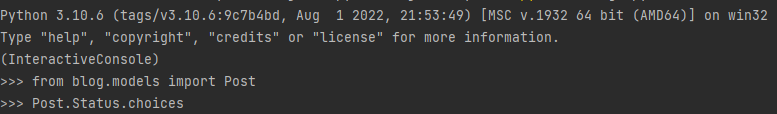 Python 3.10.6 (tags/v3.10.6:9c7b4bd, Aug  1 2022, 21:53:49) [MSC v.1932 64 bit (AMD64)] on win32
Type "help", "copyright", "credits" or "license" for more information.
(InteractiveConsole)
>>> from blog.models import Post
>>> Post.Status.choices